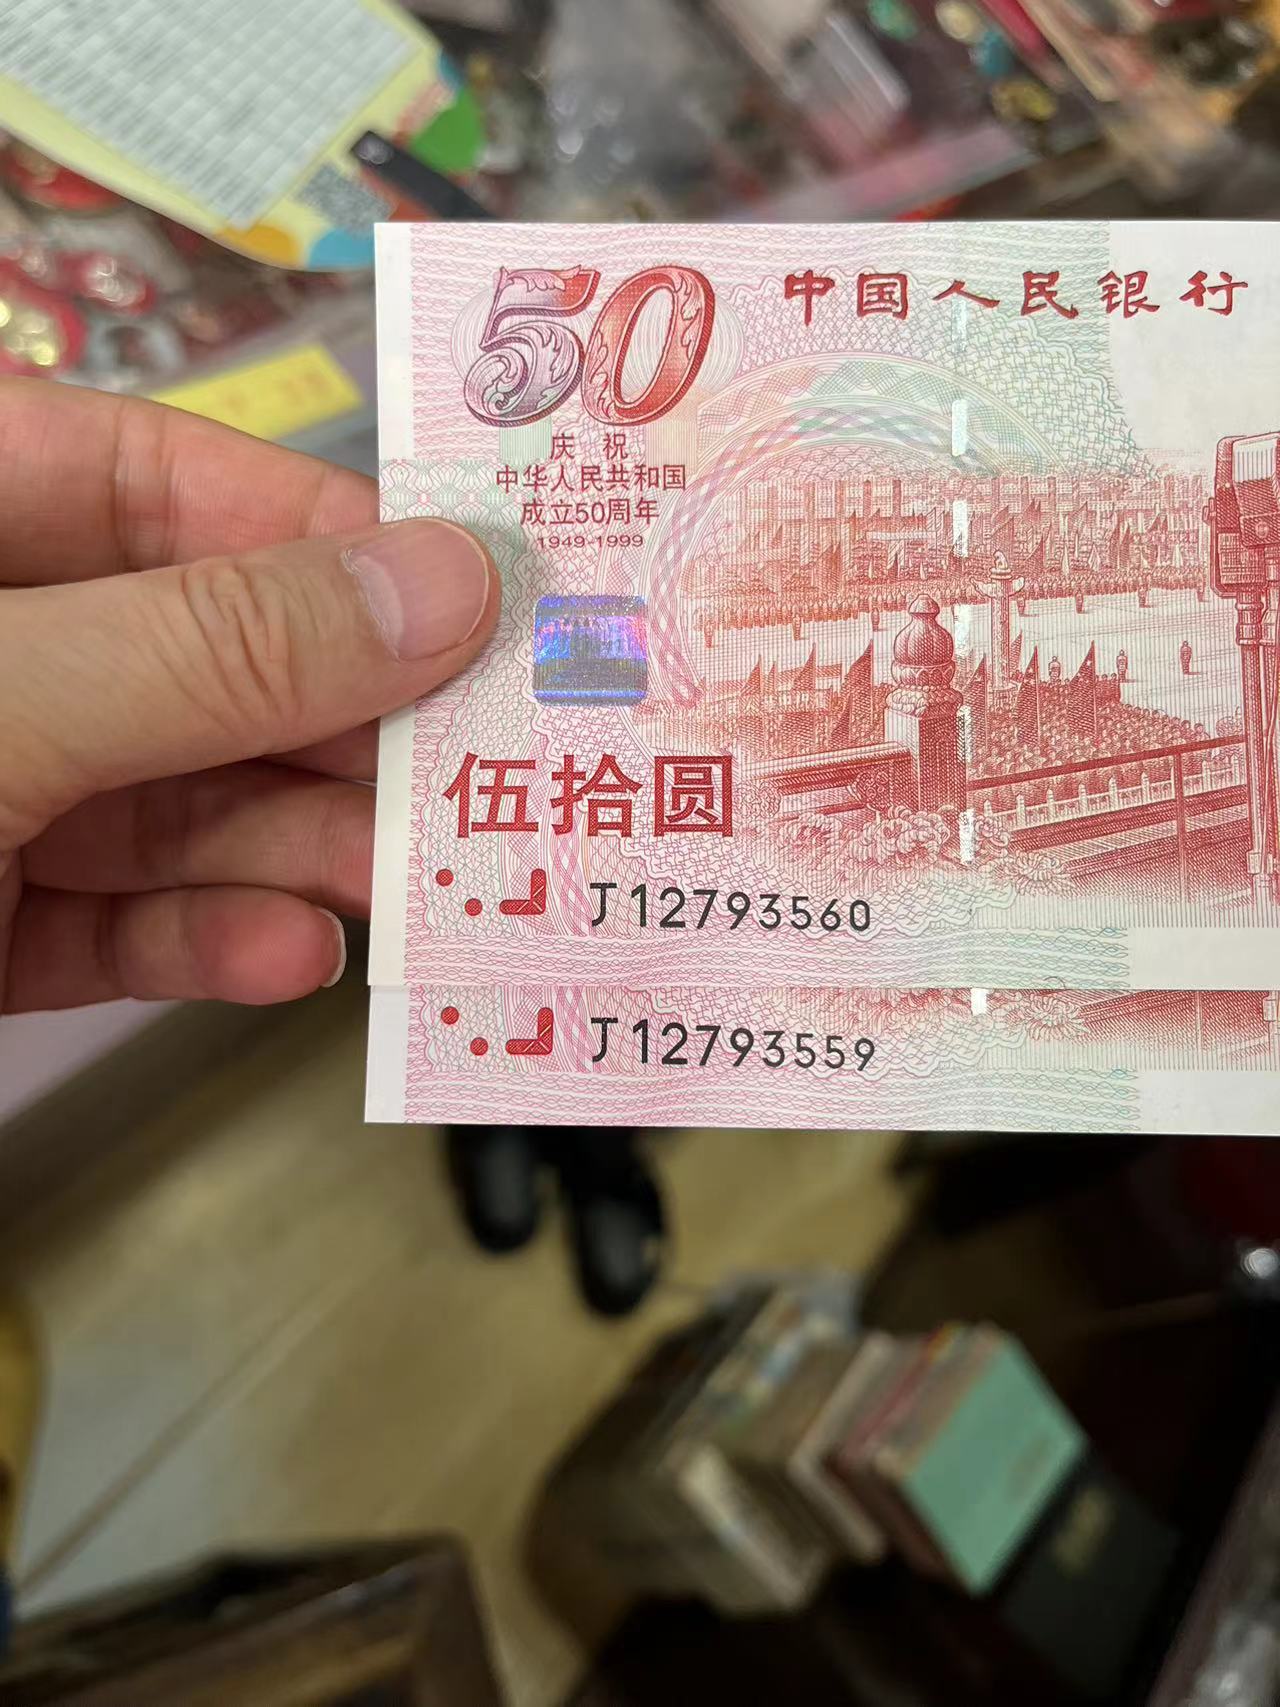 50
中国人民银行
庆祝
中华人民共和国
成立50周年
1949-1999
伍拾圆
J12793560
J12793559